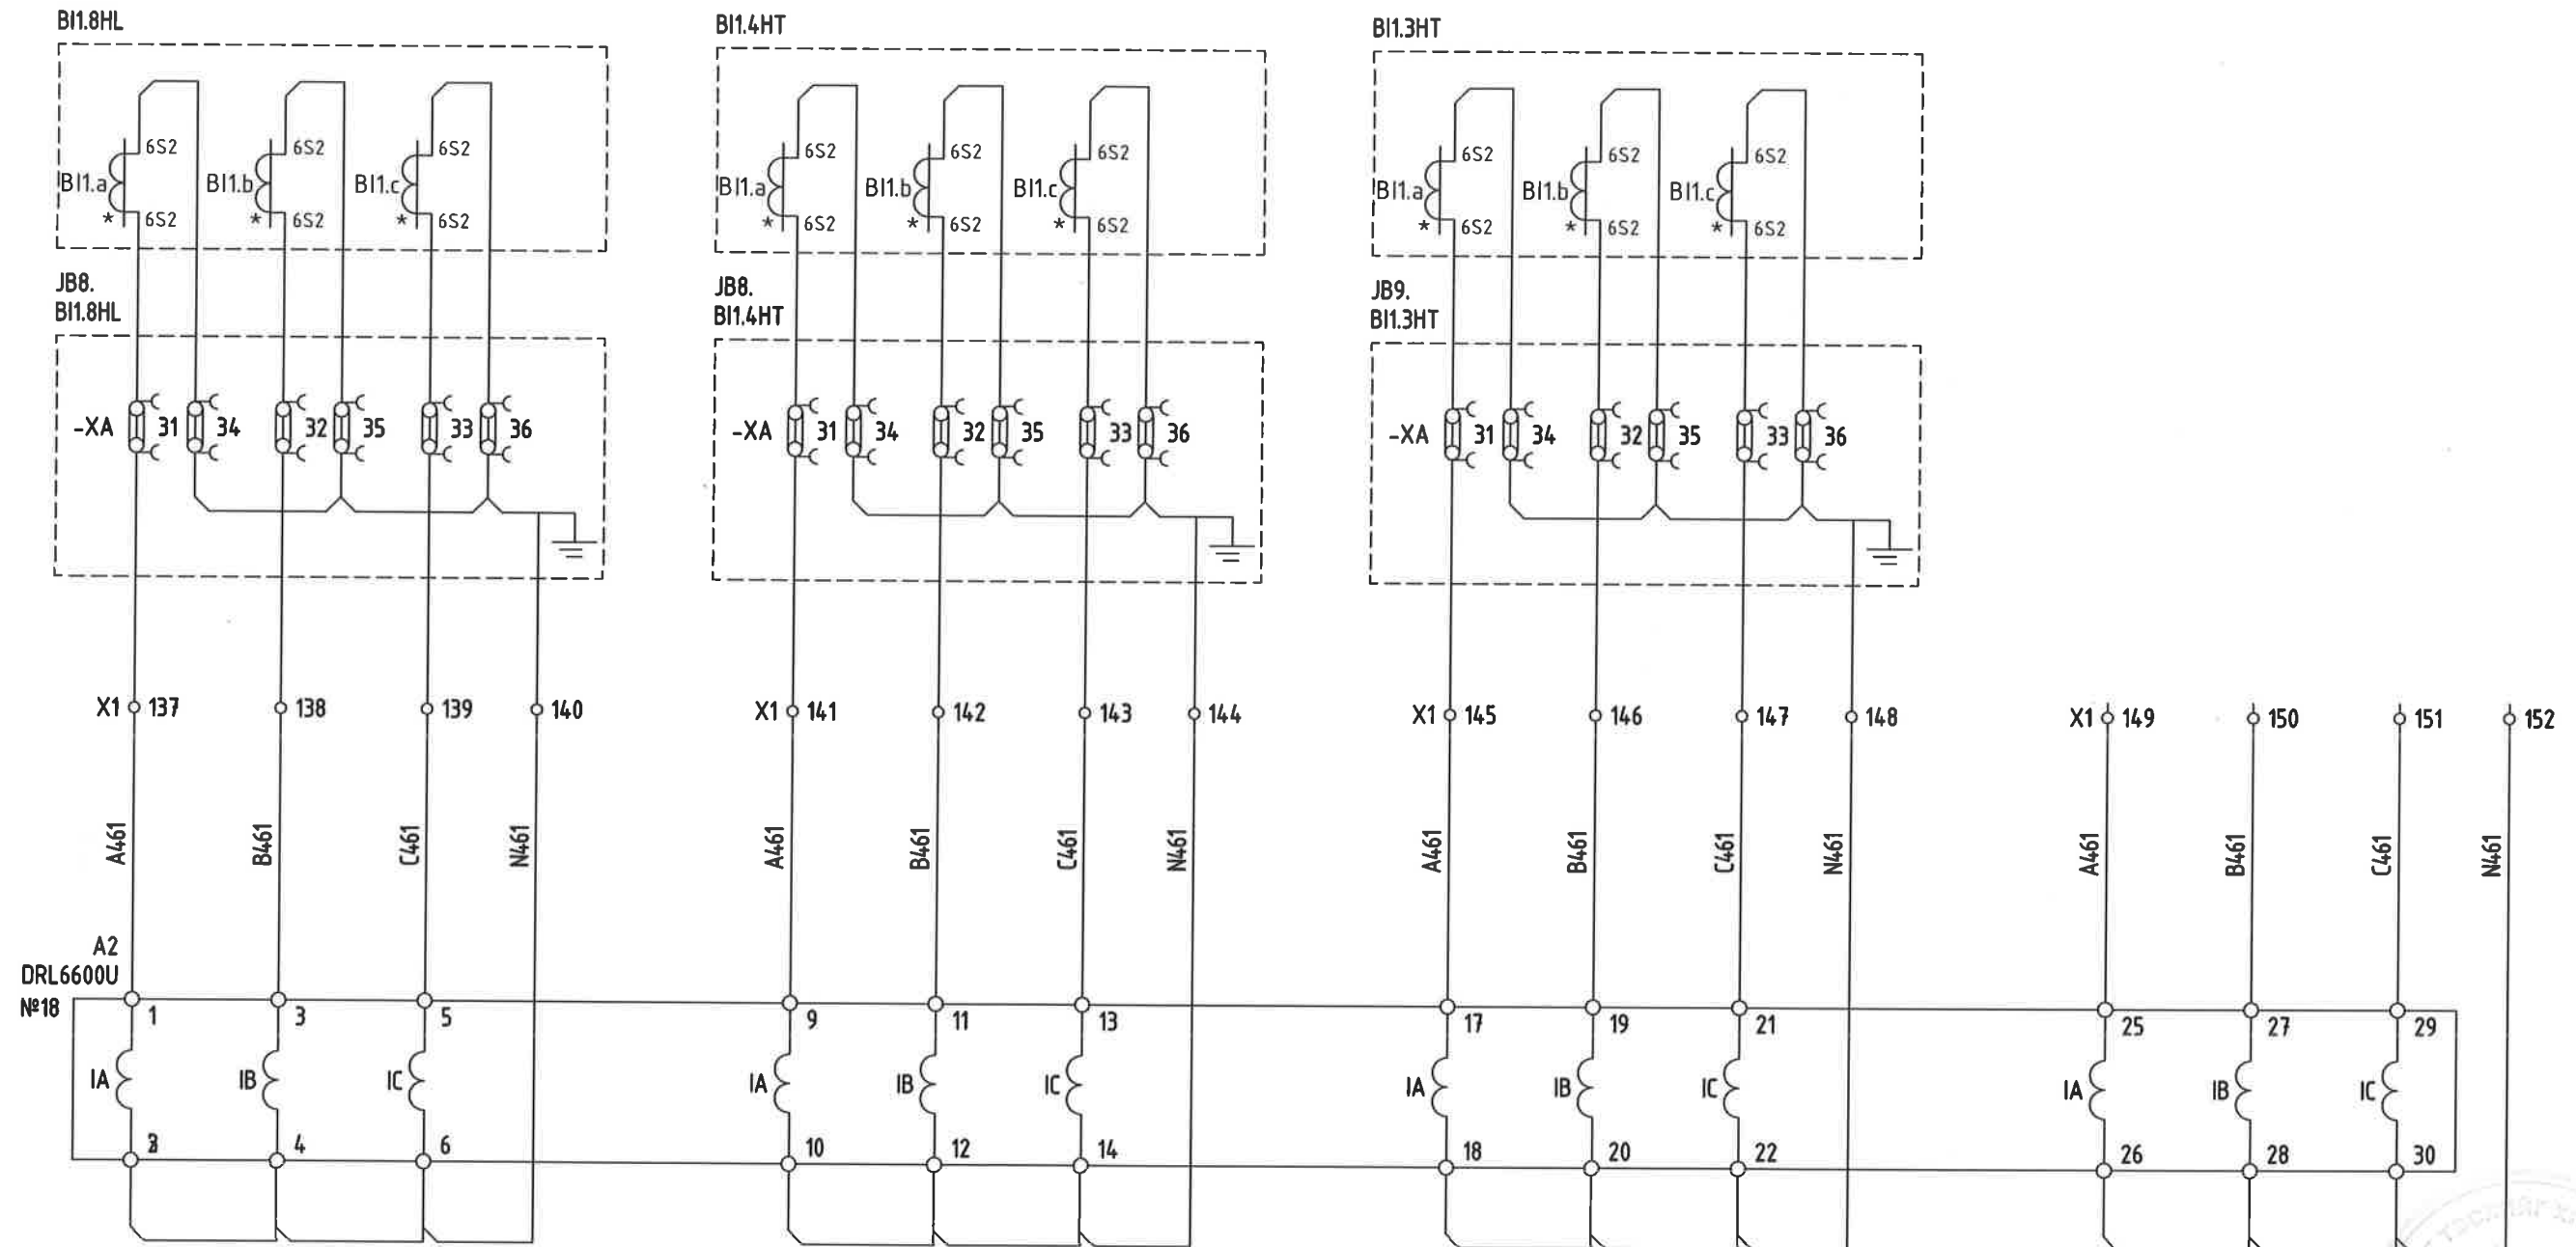 BI1.8HL
BI1.4HT
BI1.3HT
6S2 6S2 6S2 6S2 6S2 6S2 6S2 6S2 6S2
BI1.a BI1.b BI1.c BI1.a BI1.b BI1.c BI1.a BI1.b BI1.c
* 6S2 * 6S2 * 6S2 * 6S2 * 6S2 * 6S2 * 6S2 * 6S2 * 6S2
JB8.
BI1.8HL
JB8.
BI1.4HT
JB9.
BI1.3HT
-XA 31 34 32 35 33 36
-XA 31 34 32 35 33 36
-XA 31 34 32 35 33 36
X1 137 138 139 140
X1 141 142 143 144
X1 145 146 147 148
X1 149 150 151 152
A461 B461 C461 N461
A461 B461 C461 N461
A461 B461 C461 N461
A461 B461 C461 N461
A2
DRL6600U
№18
1 3 5 9 11 13 17 19 21 25 27 29
IA IB IC IA IB IC IA IB IC IA IB IC
4 6 10 12 14 18 20 22 26 28 30